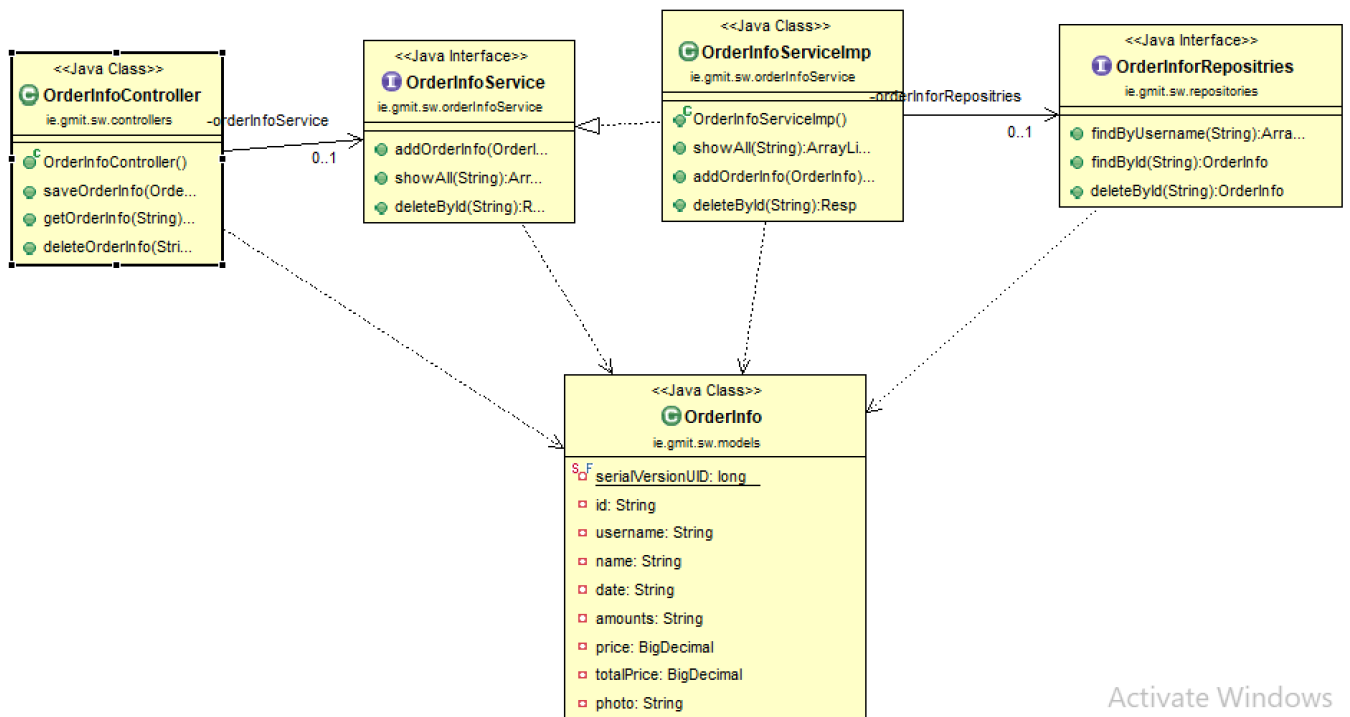 <<Java Class>>
OrderInfoController
ie.gmit.sw.controllers
OrderInfoController()
saveOrderInfo(Orde...
getOrderInfo(String)...
deleteOrderInfo(Stri...
-orderInfoService
0..1
<<Java Interface>>
OrderInfoService
ie.gmit.sw.orderInfoService
addOrderInfo(OrderI...
showAll(String):Arr...
deleteById(String):R...
<<Java Class>>
OrderInfoServiceImp
ie.gmit.sw.orderInfoService
OrderInfoServiceImp()
showAll(String):ArrayLi...
addOrderInfo(OrderInfo)...
deleteById(String):Resp
-orderInforRepositries
0..1
<<Java Interface>>
OrderInforRepositries
ie.gmit.sw.repositories
findByUsername(String):Arra...
findById(String):OrderInfo
deleteById(String):OrderInfo
<<Java Class>>
OrderInfo
ie.gmit.sw.models
serialVersionUID: long
id: String
username: String
name: String
date: String
amounts: String
price: BigDecimal
totalPrice: BigDecimal
photo: String
Activate Windows